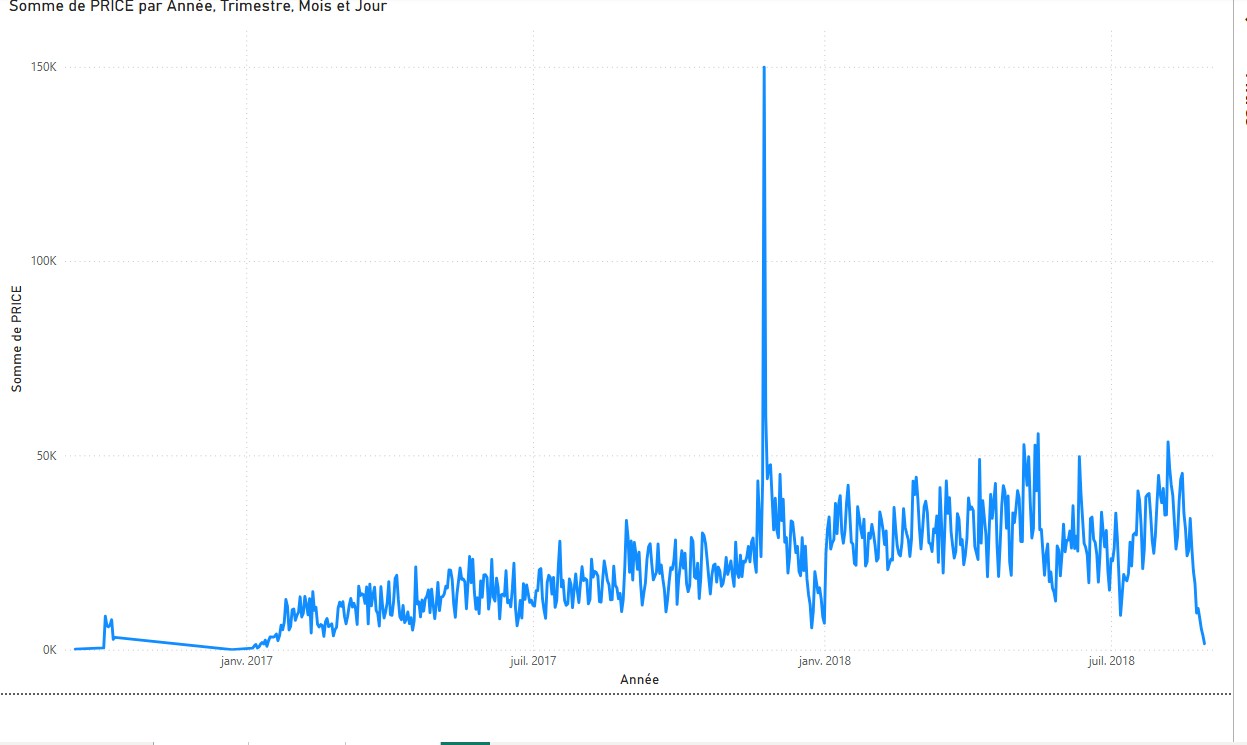 Somme de PRICE par Année, Trimestre, Mois et Jour
150K
100K
50K
0K
Somme de PRICE
janv. 2017
juil. 2017
janv. 2018
juil. 2018
Année